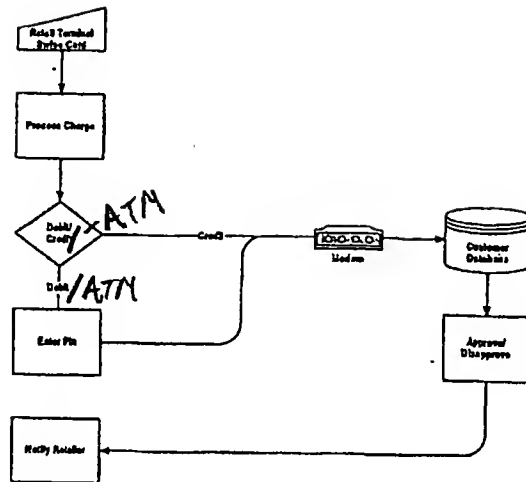 Retail Terminal
Swipe Card
Process Charge
Debit/
Credit / ATM
Credit
Modem
Customer
Database
Debit /ATM
Enter Pin
Approve/
Disapprove
Notify Retailer